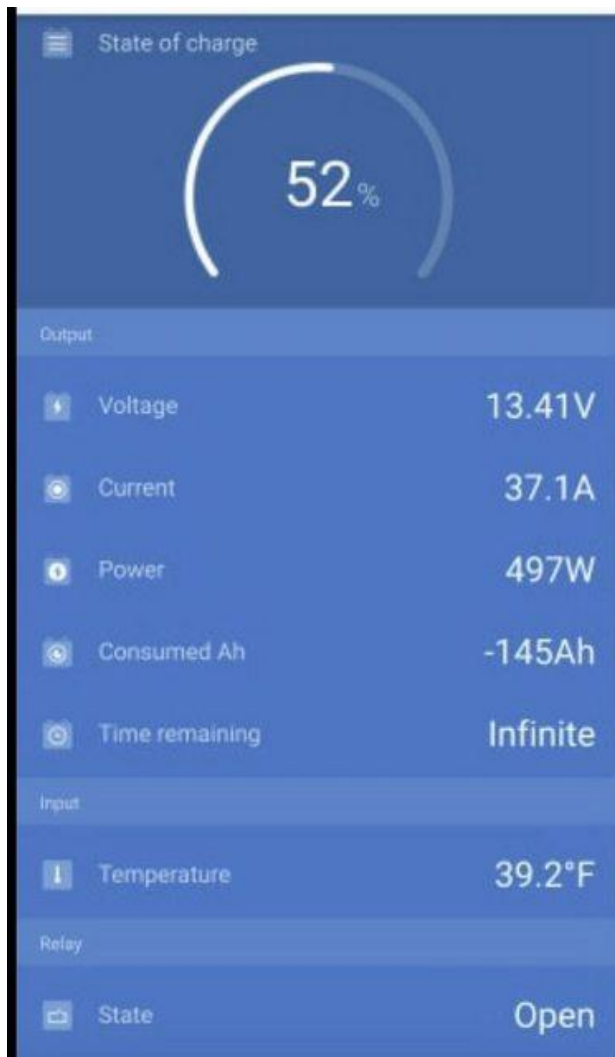 State of charge
52%
Output
Voltage 13.41V
Current 37.1A
Power 497W
Consumed Ah -145Ah
Time remaining Infinite
Input
Temperature 39.2°F
Relay
State Open